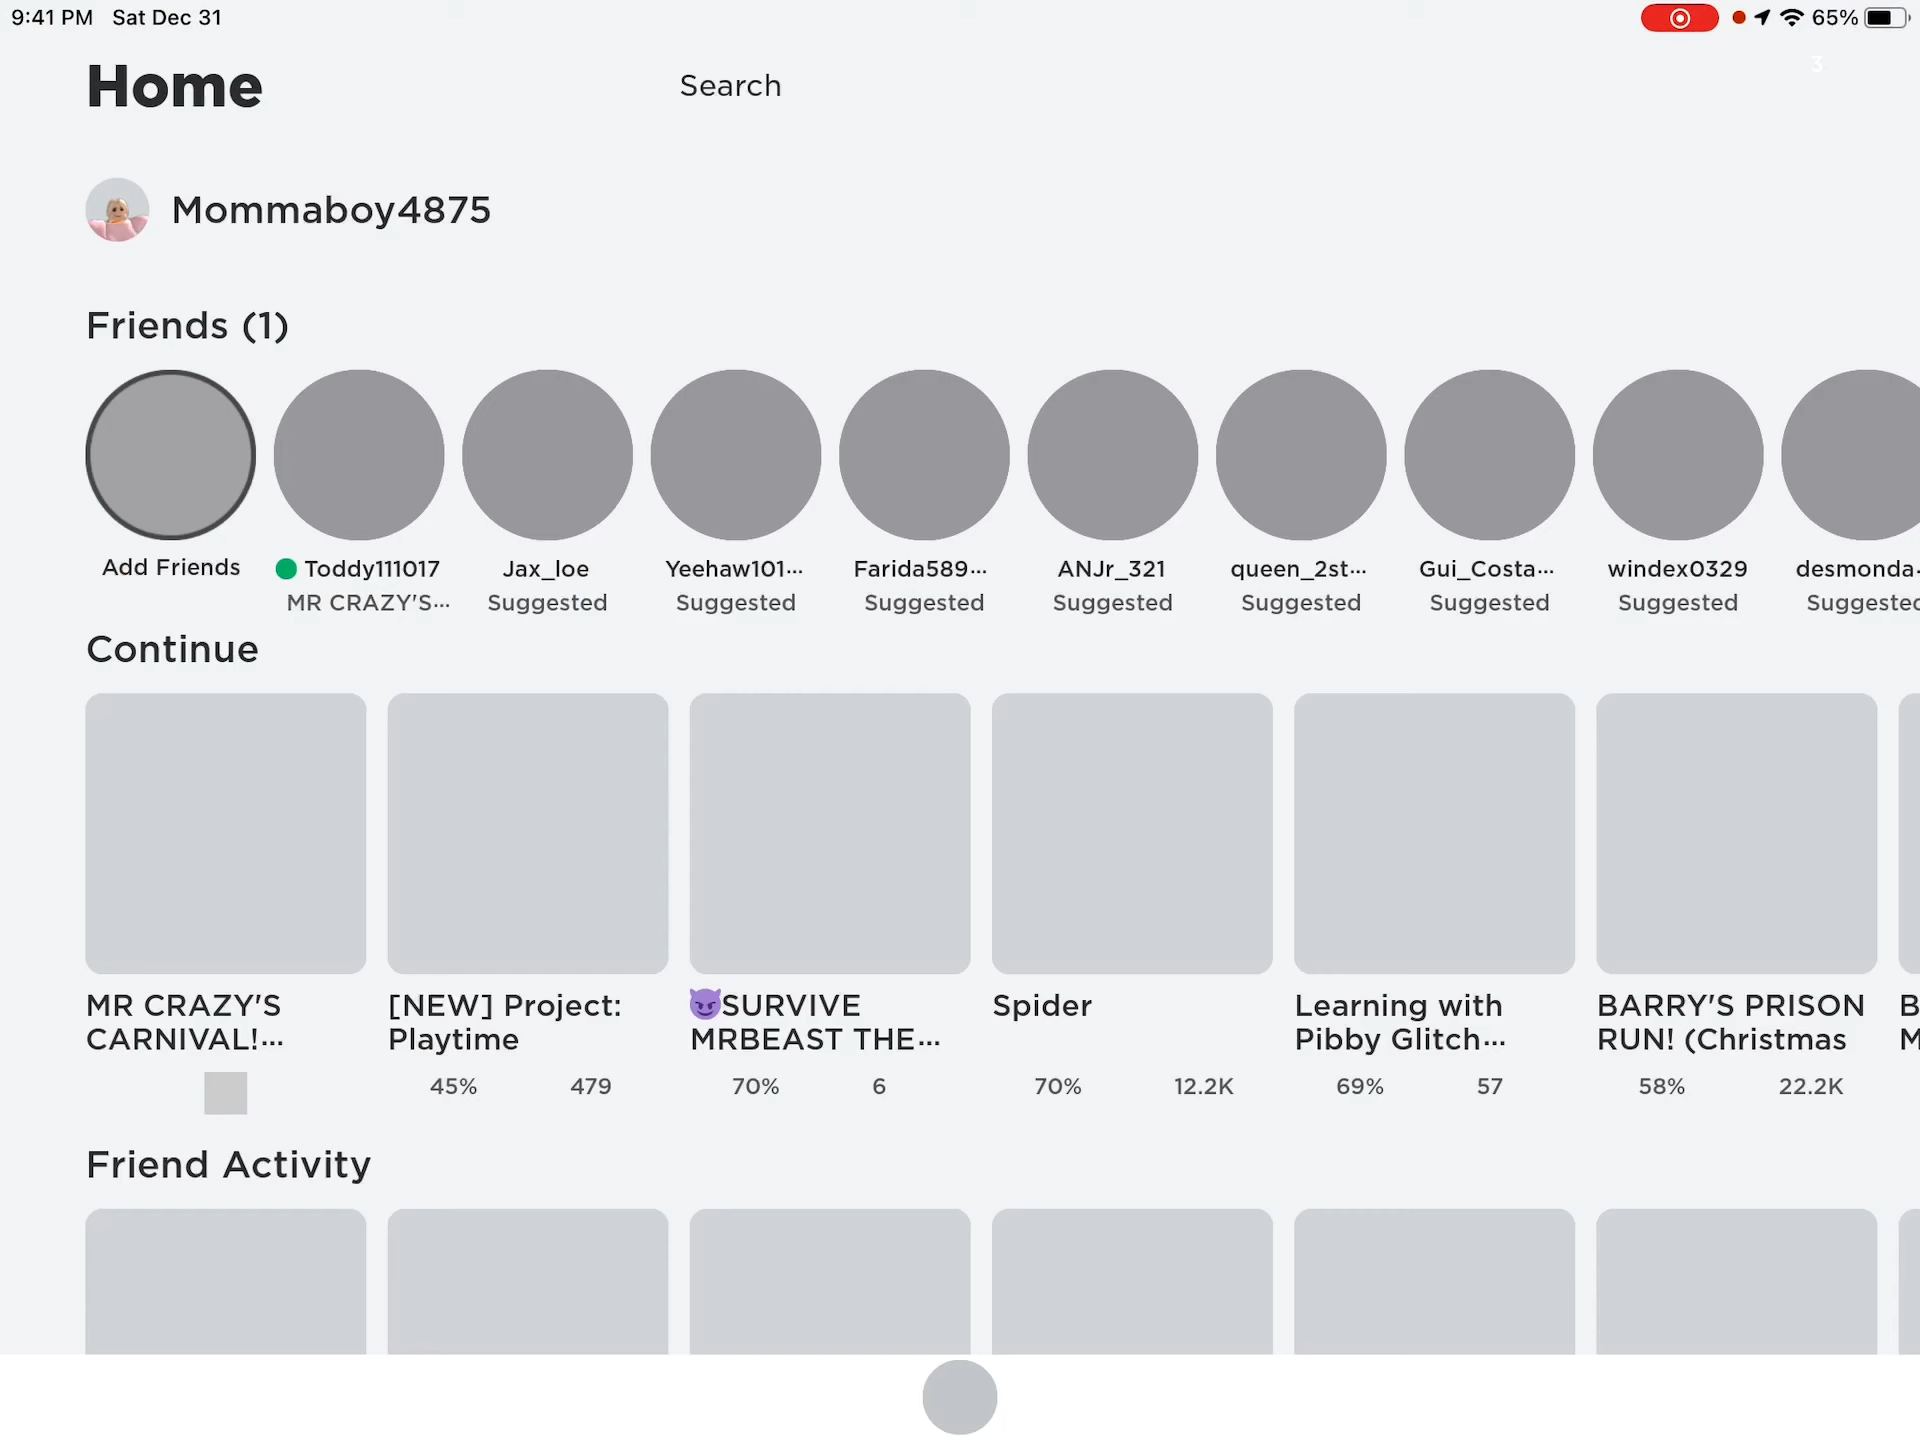 9:41 PM Sat Dec 31
65%
3
Home
Search
Mommaboy4875
Friends (1)
Add Friends
Toddy111017
MR CRAZY'S...
Jax_loe
Suggested
Yeehaw101...
Suggested
Farida589...
Suggested
ANJr_321
Suggested
queen_2st...
Suggested
Gui_Costa...
Suggested
windex0329
Suggested
desmonda
Suggested
Continue
MR CRAZY'S
CARNIVAL!...
[NEW] Project:
Playtime
45% 479
😈SURVIVE
MRBEAST THE...
70% 6
Spider
70% 12.2K
Learning with
Pibby Glitch...
69% 57
BARRY'S PRISON
RUN! (Christmas
58% 22.2K
B
M
Friend Activity